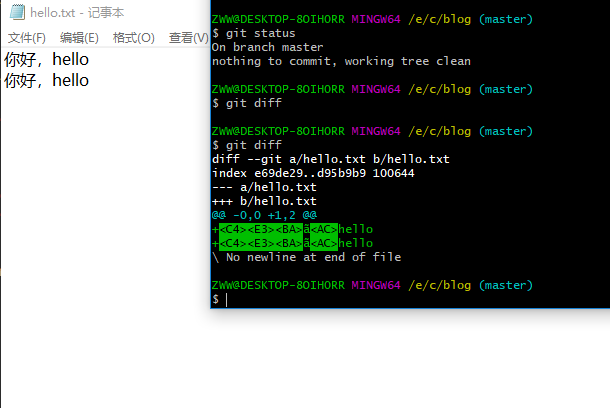 hello.txt - 记事本
文件(F) 编辑(E) 格式(O) 查看(V)
你好，hello
你好，hello
ZWW@DESKTOP-8OIHORR MINGW64 /e/c/blog (master)
$ git status
On branch master
nothing to commit, working tree clean
ZWW@DESKTOP-8OIHORR MINGW64 /e/c/blog (master)
$ git diff
ZWW@DESKTOP-8OIHORR MINGW64 /e/c/blog (master)
$ git diff
diff --git a/hello.txt b/hello.txt
index e69de29..d95b9b9 100644
--- a/hello.txt
+++ b/hello.txt
@@ -0,0 +1,2 @@
+<C4><E3><BA>ã<AC>hello
+<C4><E3><BA>ã<AC>hello
\ No newline at end of file
ZWW@DESKTOP-8OIHORR MINGW64 /e/c/blog (master)
$